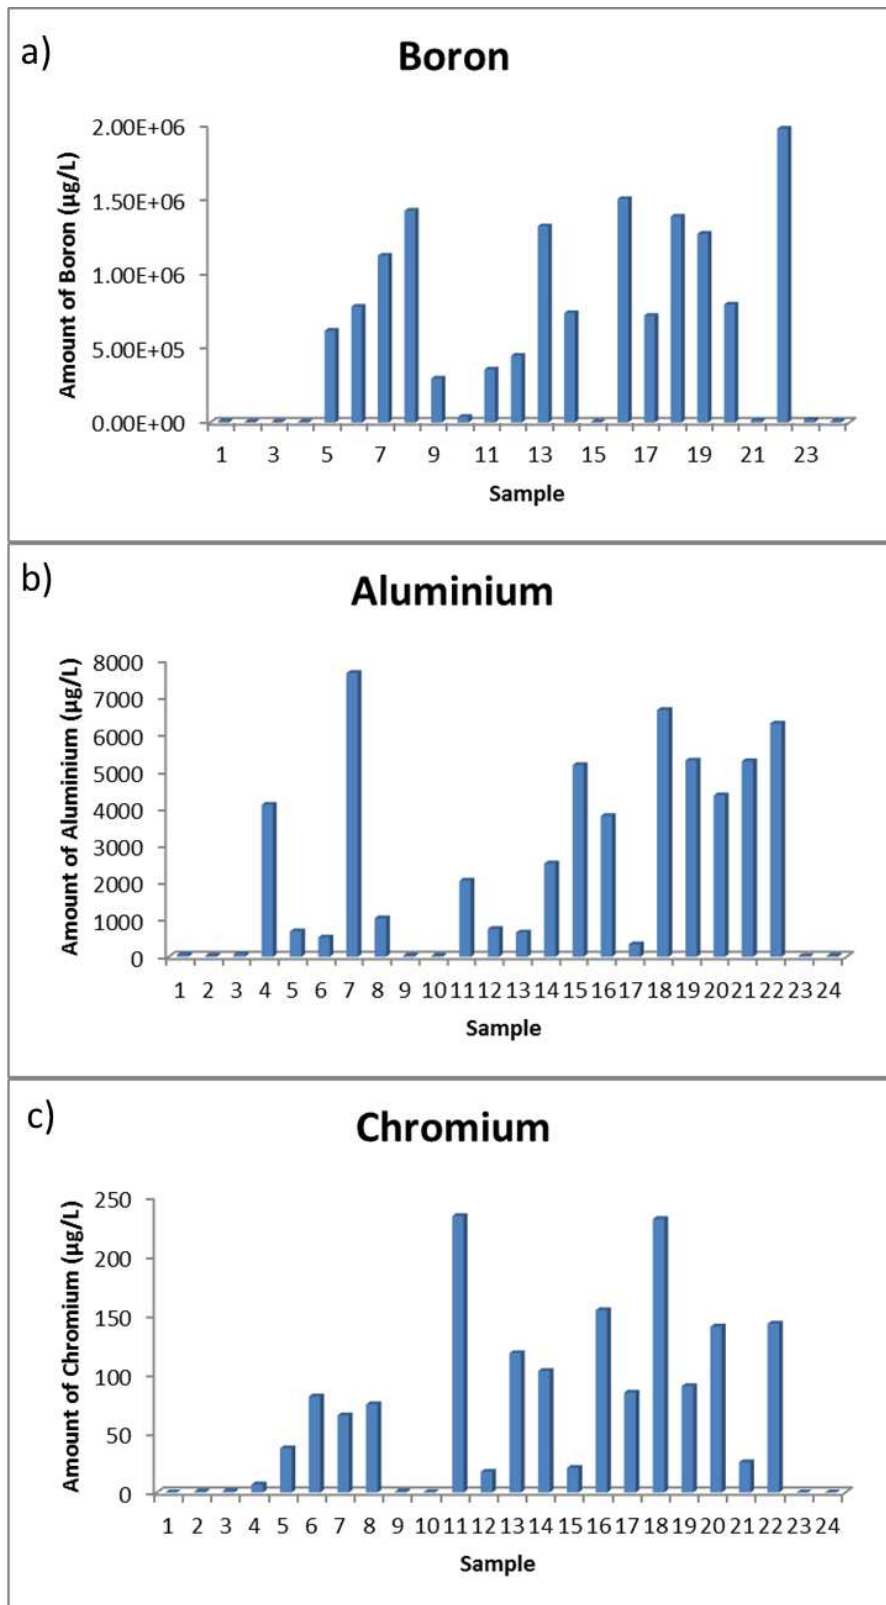 a)
Boron
Amount of Boron (µg/L)
2.00E+06
1.50E+06
1.00E+06
5.00E+05
0.00E+00
1 3 5 7 9 11 13 15 17 19 21 23
Sample
b)
Aluminium
Amount of Aluminium (µg/L)
8000
7000
6000
5000
4000
3000
2000
1000
0
1 2 3 4 5 6 7 8 9 10 11 12 13 14 15 16 17 18 19 20 21 22 23 24
Sample
c)
Chromium
Amount of Chromium (µg/L)
250
200
150
100
50
0
1 2 3 4 5 6 7 8 9 10 11 12 13 14 15 16 17 18 19 20 21 22 23 24
Sample